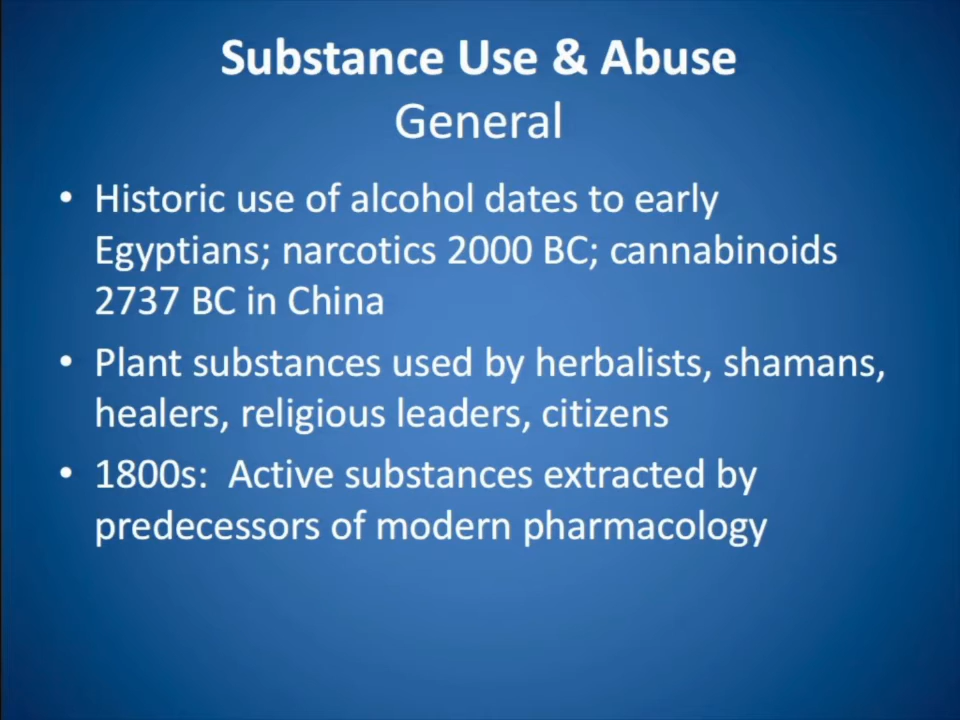 Substance Use & Abuse
General
• Historic use of alcohol dates to early
Egyptians; narcotics 2000 BC; cannabinoids
2737 BC in China
• Plant substances used by herbalists, shamans,
healers, religious leaders, citizens
• 1800s:  Active substances extracted by
predecessors of modern pharmacology